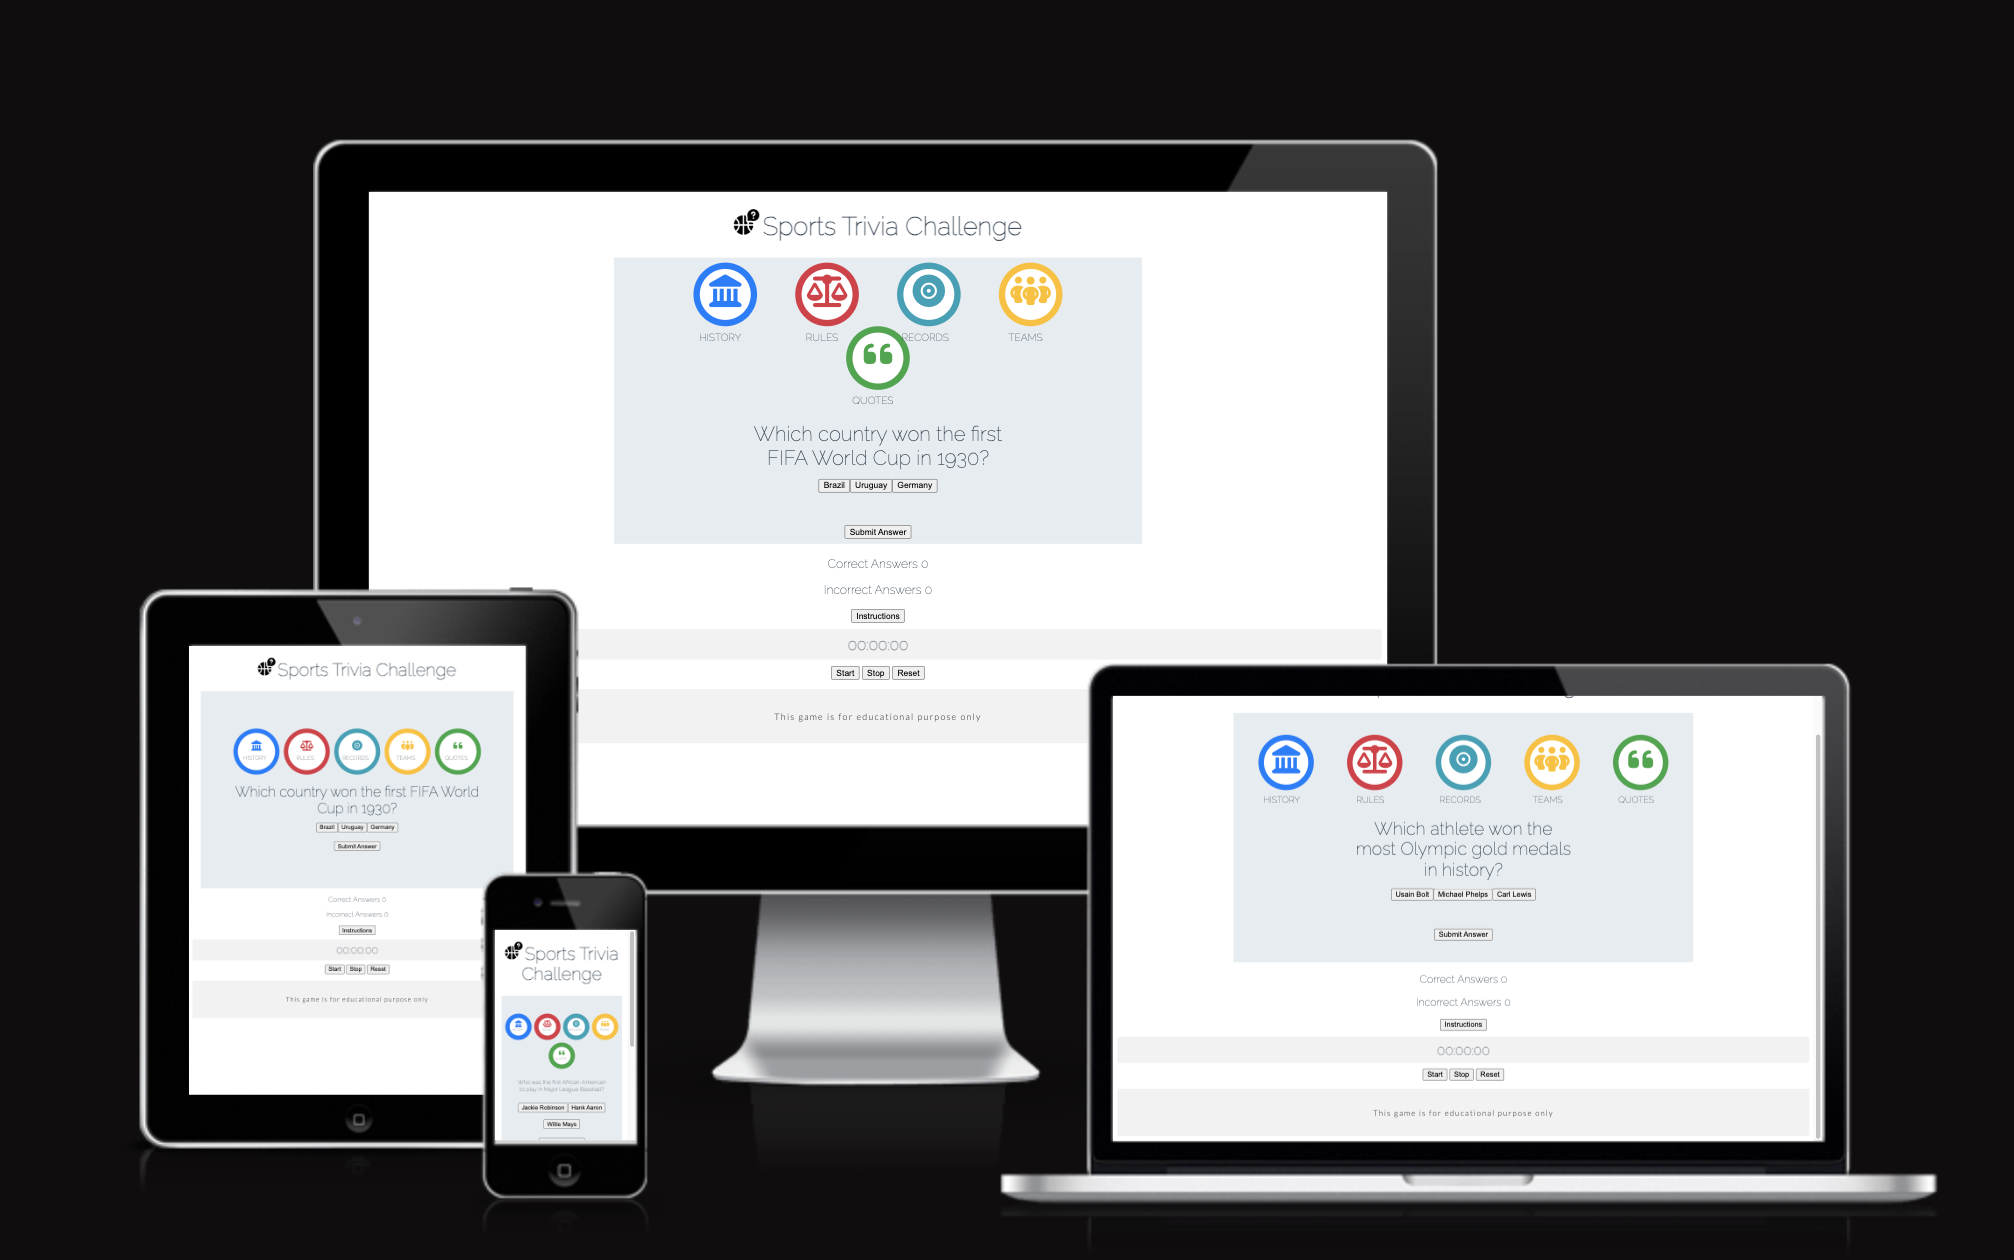 Sports Trivia Challenge
HISTORY RULES RECORDS TEAMS
QUOTES
Which country won the first
FIFA World Cup in 1930?
Brazil Uruguay Germany
Submit Answer
Correct Answers 0
Incorrect Answers 0
Instructions
00:00:00
Start Stop Reset
This game is for educational purpose only
Sports Trivia Challenge
HISTORY RULES RECORDS TEAMS QUOTES
Which country won the first FIFA World
Cup in 1930?
Brazil Uruguay Germany
Submit Answer
Correct Answers 0
Incorrect Answers 0
Instructions
00:00:00
Start Stop Reset
This game is for educational purpose only
Sports Trivia
Challenge
Who was the first African-American
to play in Major League Baseball?
Jackie Robinson Hank Aaron
Willie Mays
HISTORY RULES RECORDS TEAMS QUOTES
Which athlete won the
most Olympic gold medals
in history?
Usain Bolt Michael Phelps Carl Lewis
Submit Answer
Correct Answers 0
Incorrect Answers 0
Instructions
00:00:00
Start Stop Reset
This game is for educational purpose only